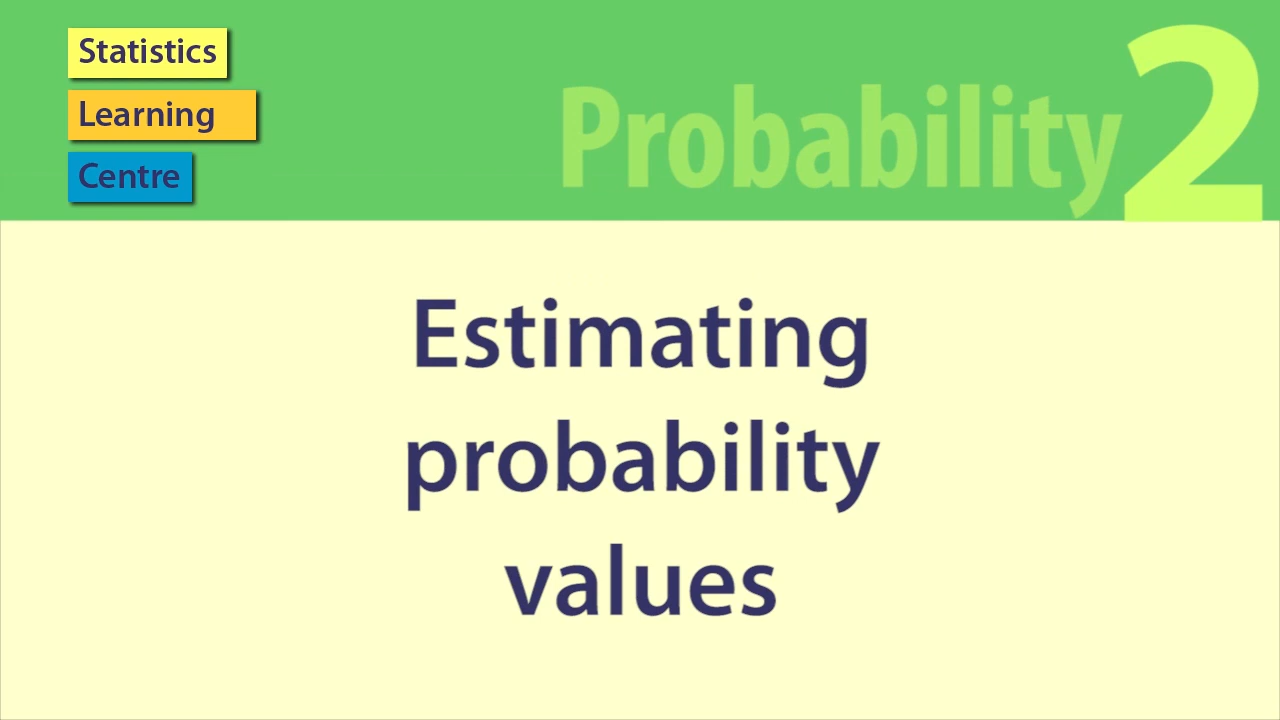 Statistics
Learning
Centre
Probability 2
Estimating
probability
values